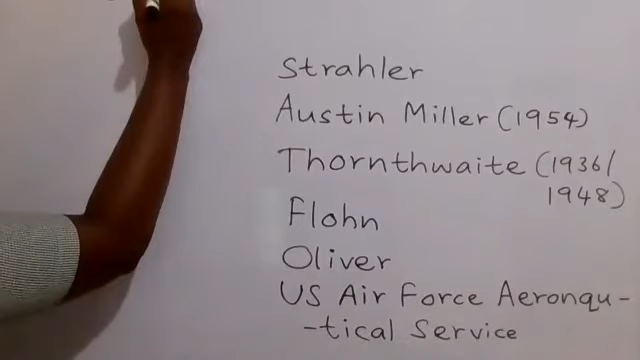 Strahler
Austin Miller (1954)
Thornthwaite (1936/
1948)
Flohn
Oliver
US Air Force Aeronqu-
-tical Service